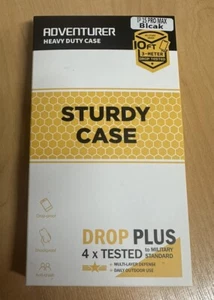 ADVENTURER
HEAVY DUTY CASE
IP 15 PRO MAX
Blcak
10FT
3-METER
DROP TESTED
STURDY
CASE
DROP PLUS
4 x TESTED to MILITARY
STANDARD
MULTI-LAYER DEFENSE
DAILY/OUTDOOR USE